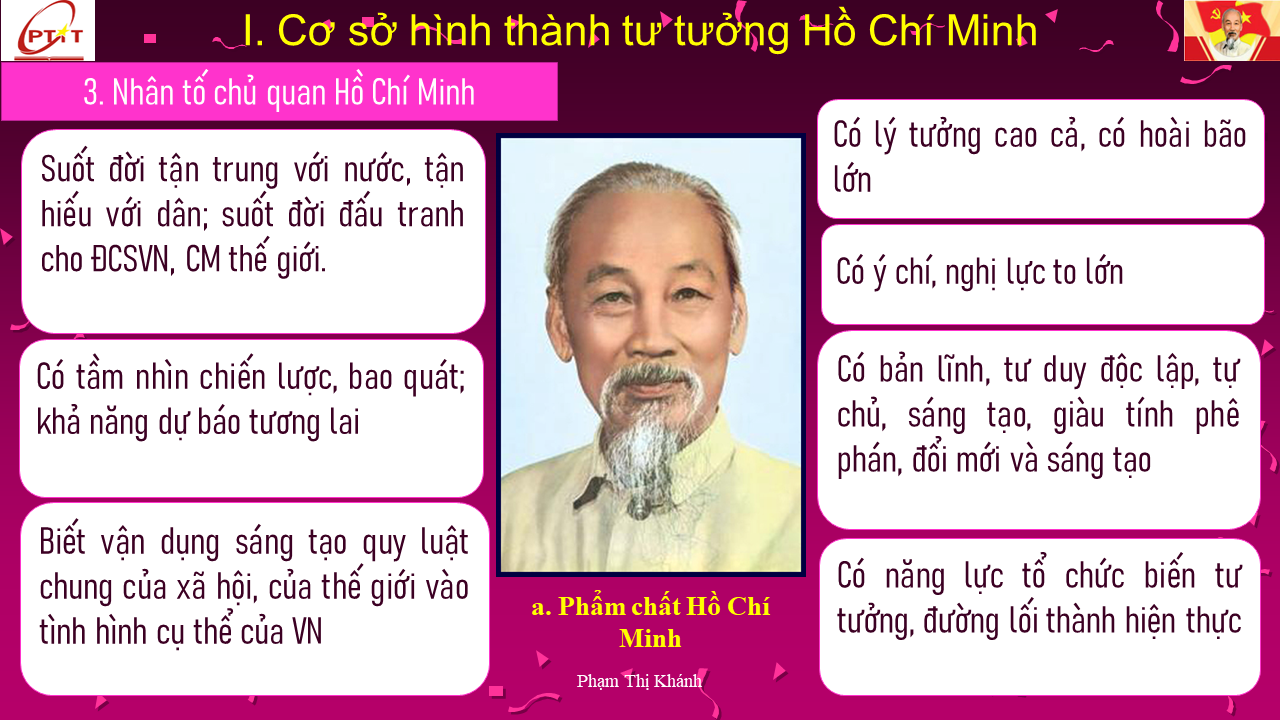 PTiT
I. Cơ sở hình thành tư tưởng Hồ Chí Minh
3. Nhân tố chủ quan Hồ Chí Minh
Suốt đời tận trung với nước, tận
hiếu với dân; suốt đời đấu tranh
cho ĐCSVN, CM thế giới.
Có tầm nhìn chiến lược, bao quát;
khả năng dự báo tương lai
Biết vận dụng sáng tạo quy luật
chung của xã hội, của thế giới vào
tình hình cụ thể của VN
a. Phẩm chất Hồ Chí
Minh
Có lý tưởng cao cả, có hoài bão
lớn
Có ý chí, nghị lực to lớn
Có bản lĩnh, tư duy độc lập, tự
chủ, sáng tạo, giàu tính phê
phán, đổi mới và sáng tạo
Có năng lực tổ chức biến tư
tưởng, đường lối thành hiện thực
Phạm Thị Khánh